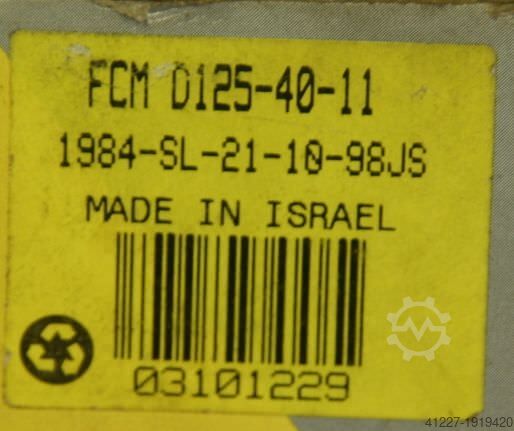 FCM D125-40-11
1984-SL-21-10-98JS
MADE IN ISRAEL
03101229
41227-1919420